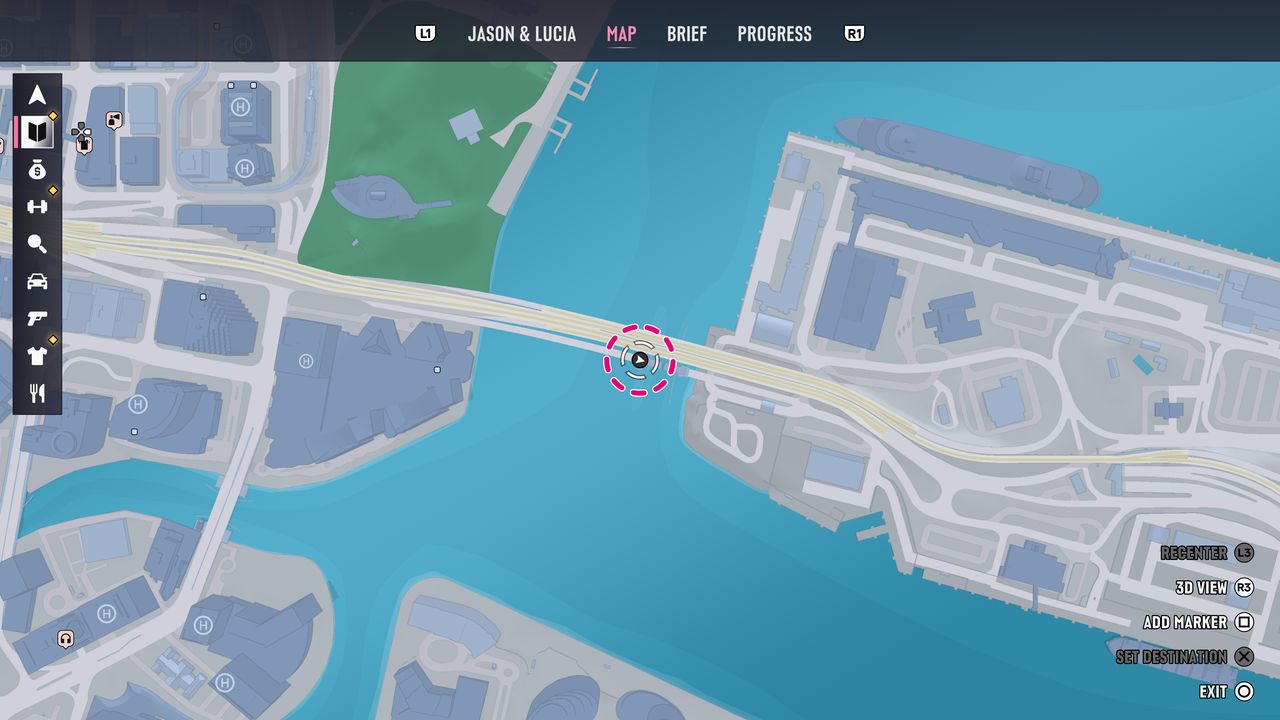 L1 JASON & LUCIA MAP BRIEF PROGRESS R1
H
H
H
$
H
H
RECENTER L3
3D VIEW R3
H
ADD MARKER
H
SET DESTINATION
H
EXIT